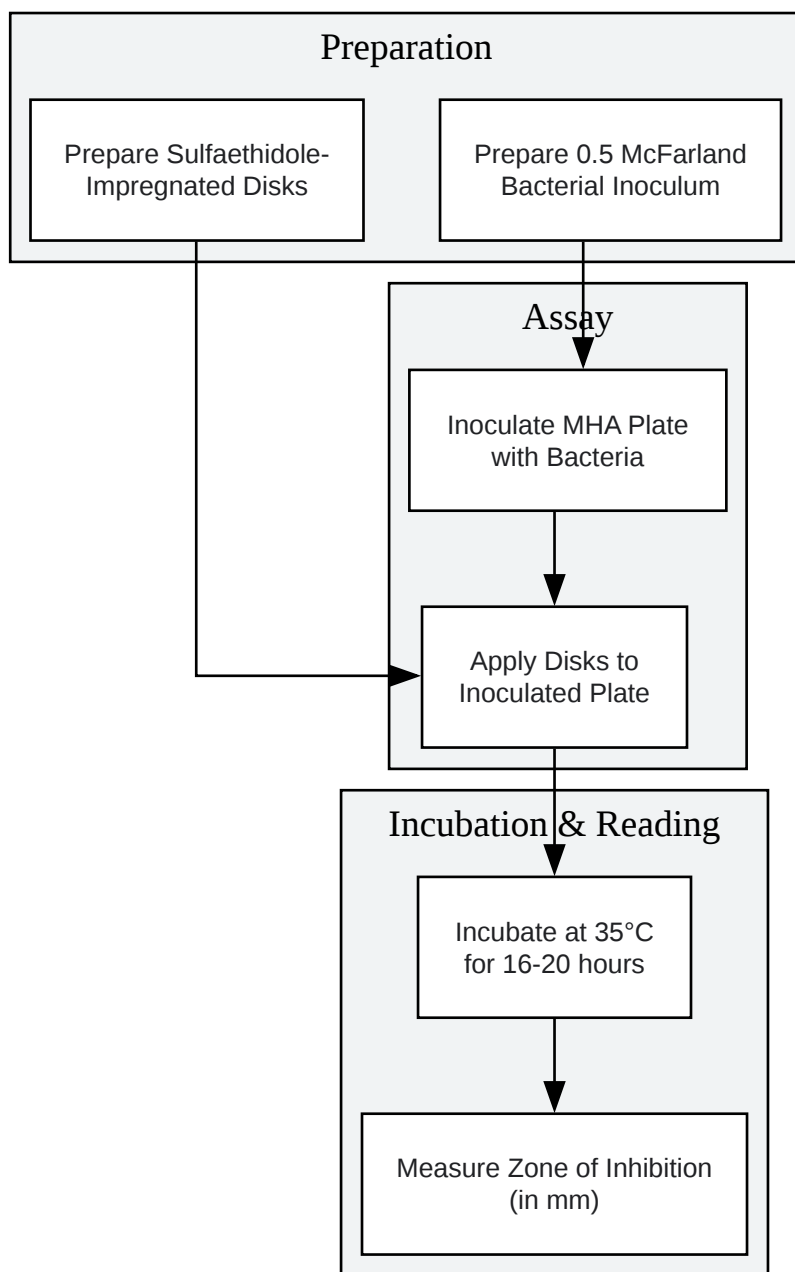 Preparation
Prepare Sulfaethidole-
Impregnated Disks
Prepare 0.5 McFarland
Bacterial Inoculum
Assay
Inoculate MHA Plate
with Bacteria
Apply Disks to
Inoculated Plate
Incubation & Reading
Incubate at 35°C
for 16-20 hours
Measure Zone of Inhibition
(in mm)